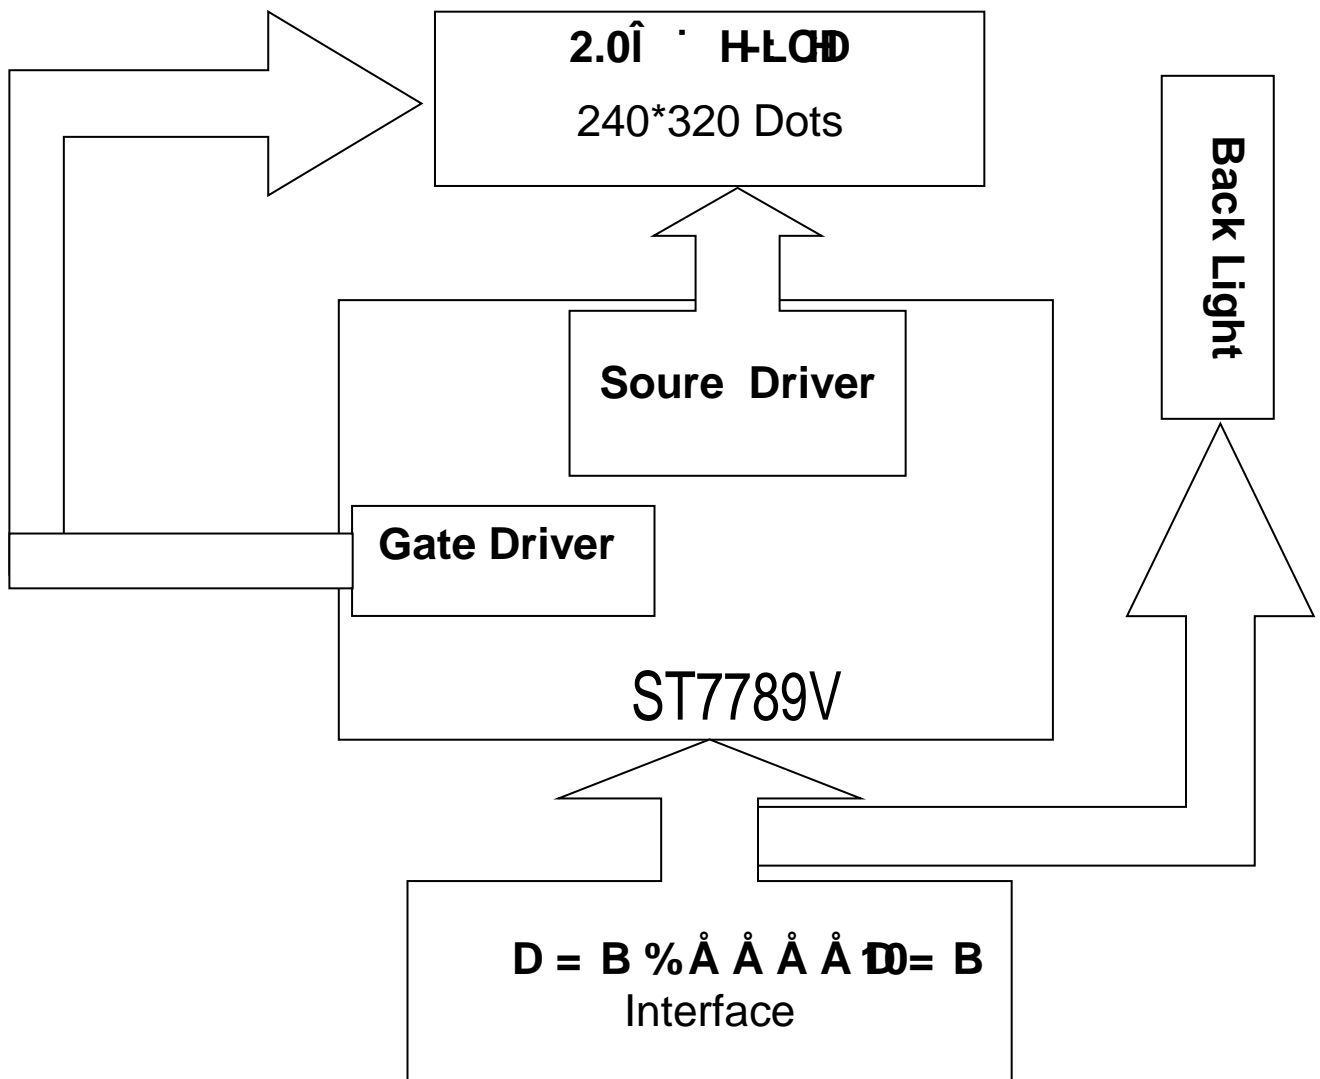 2.0
240*320 Dots
Back Light
Soure Driver
Gate Driver
ST7789V
Interface